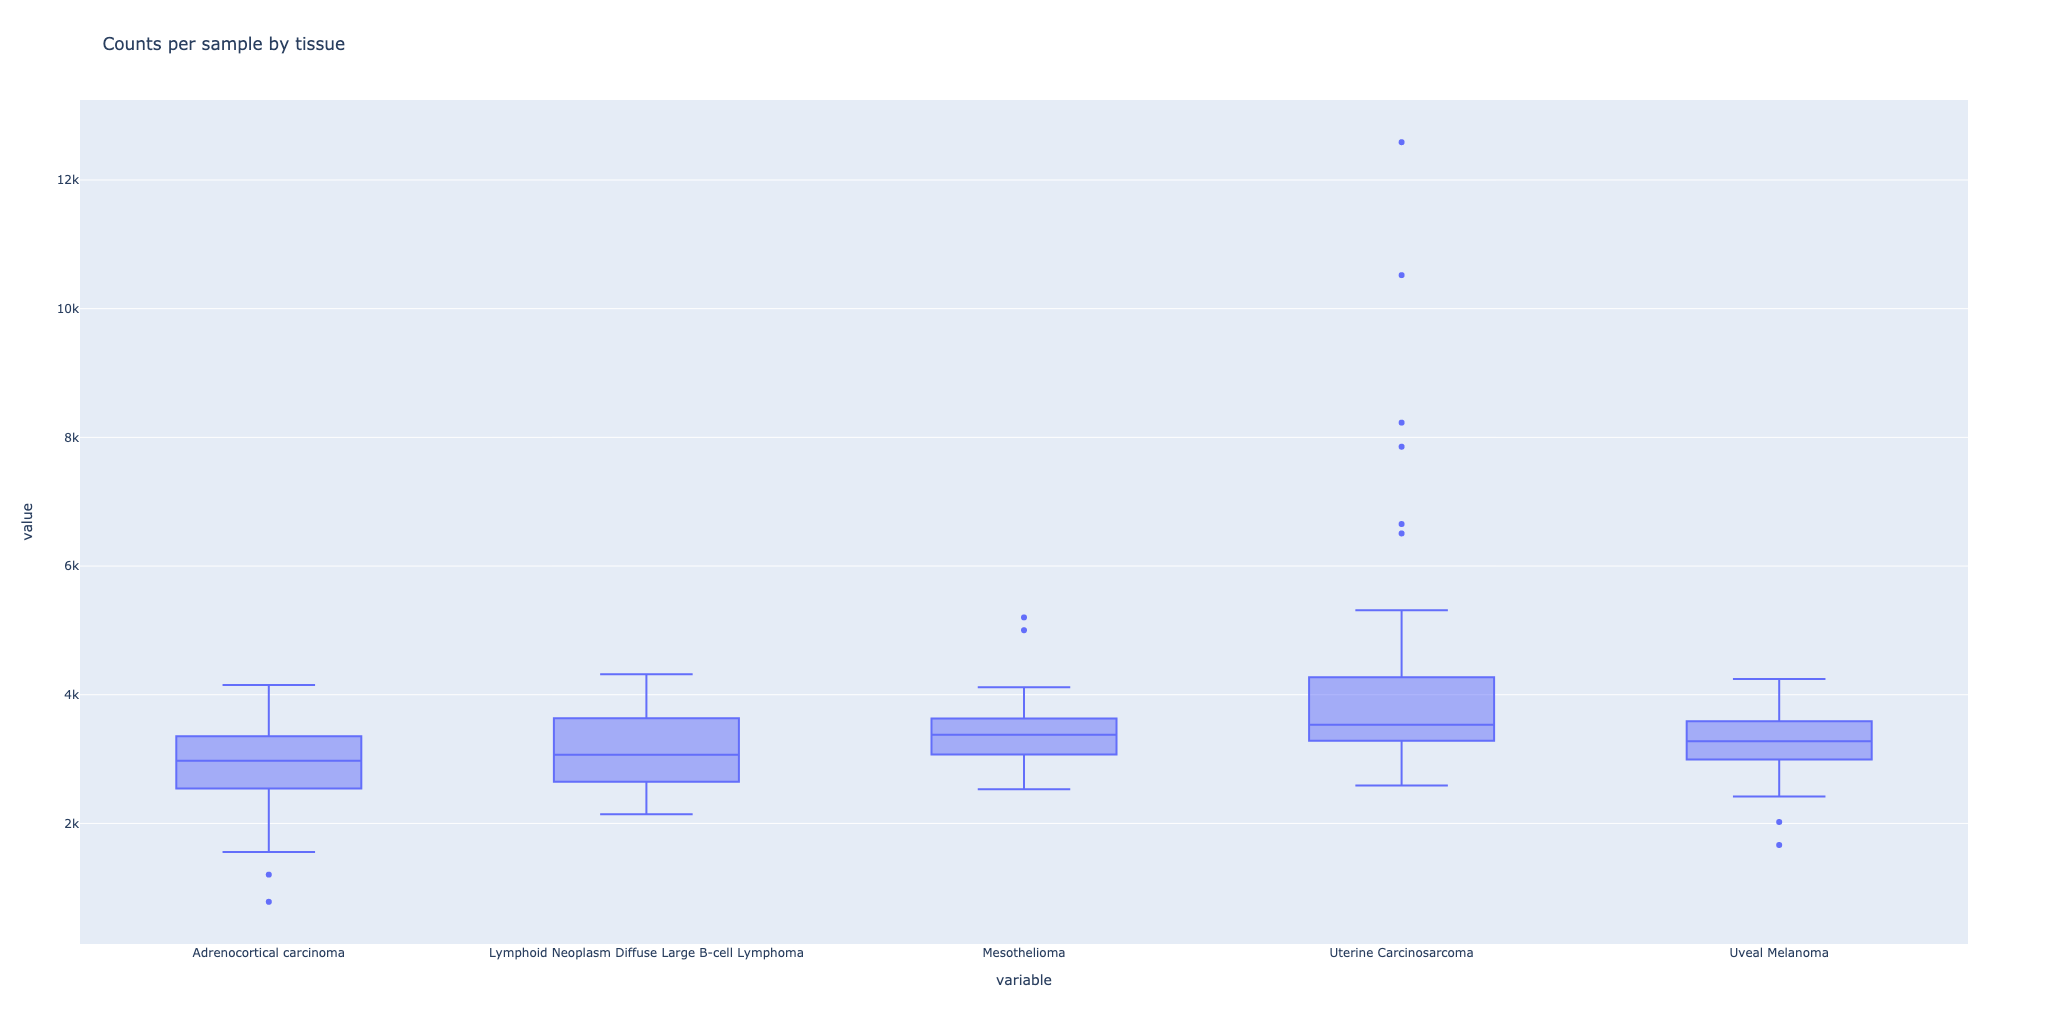 Counts per sample by tissue
12k
10k
8k
6k
4k
2k
value
Adrenocortical carcinoma
Lymphoid Neoplasm Diffuse Large B-cell Lymphoma
Mesothelioma
Uterine Carcinosarcoma
Uveal Melanoma
variable